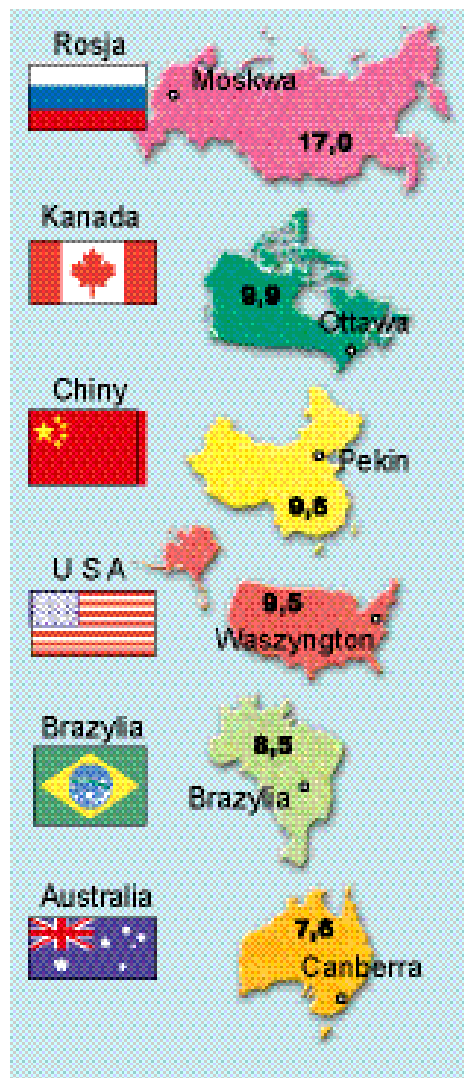 Rosja
Moskwa
17,0
Kanada
9,9
Ottawa
Chiny
Pekin
9,6
U S A
9,5
Waszyngton
Brazylia
8,5
Brazylia
Australia
7,6
Canberra